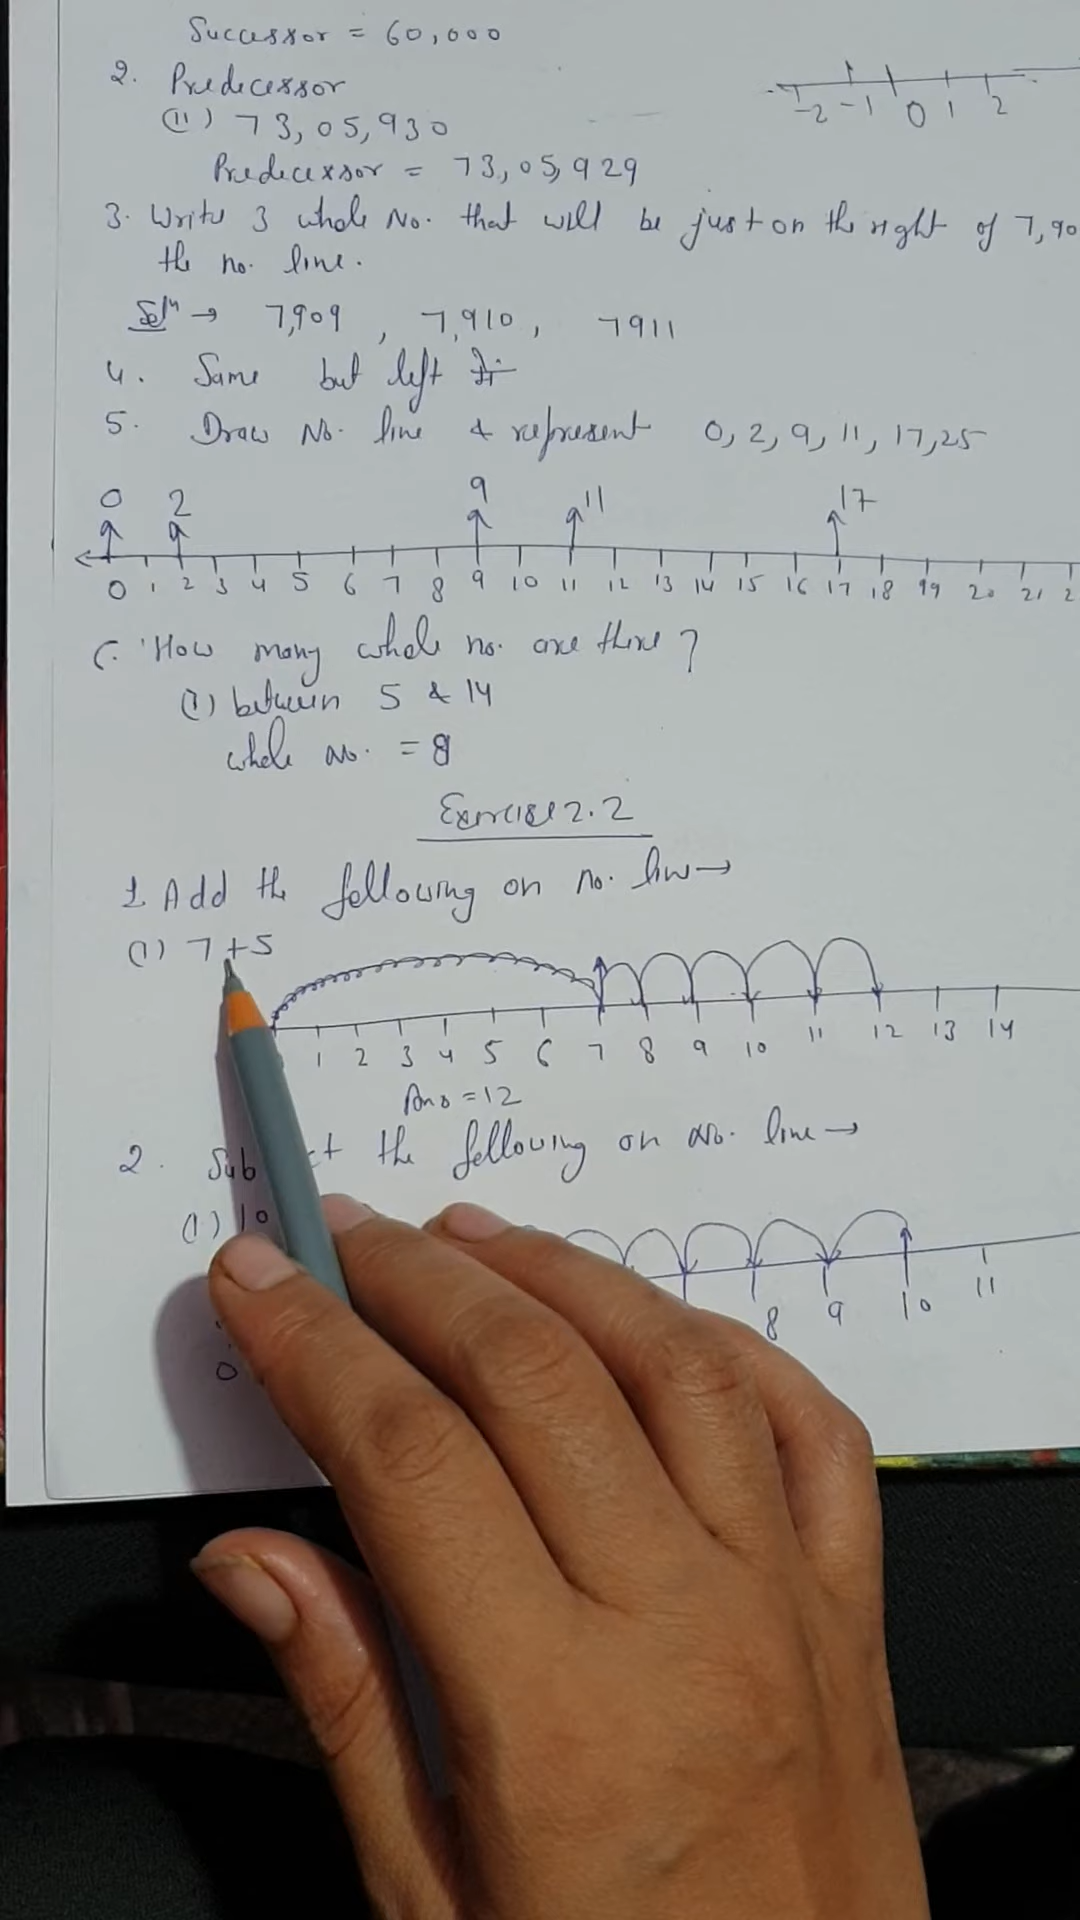 Successor = 60,000
-2 -1 0 1 2
2. Predecessor
(ii) 73,05,930
Predecessor = 73,05,929
3. Write 3 whole No. that will be just on the right of 7,90
the no. line.
Solⁿ → 7,909, 7,910, 7911
4. Same but left
5. Draw No. line & represent 0, 2, 9, 11, 17, 25
0 2 9 11 17
0 1 2 3 4 5 6 7 8 9 10 11 12 13 14 15 16 17 18 19 20 21 2
6. How many whole no. are there?
(1) between 5 & 14
whole no. = 8
Exercise 2.2
1. Add the following on no. line →
(1) 7+5
1 2 3 4 5 6 7 8 9 10 11 12 13 14
Ans = 12
2. Sub t the following on No. line →
(1) 10
8 9 10 11
0